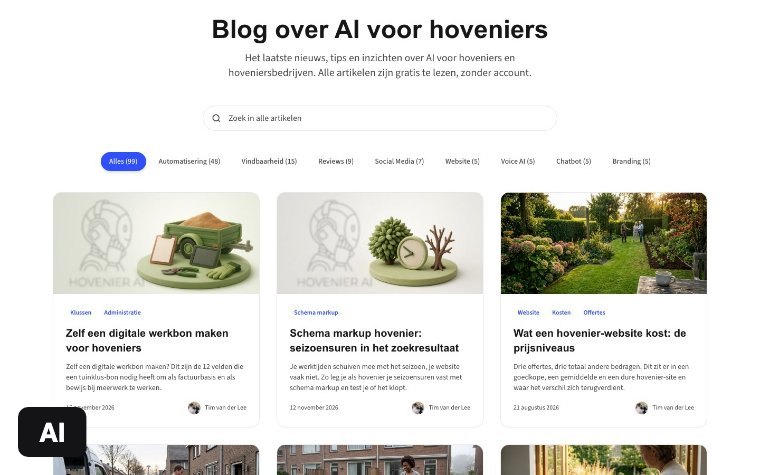 Blog over AI voor hoveniers
Het laatste nieuws, tips en inzichten over AI voor hoveniers en
hoveniersbedrijven. Alle artikelen zijn gratis te lezen, zonder account.
Zoek in alle artikelen
Alles (99) Automatisering (48) Vindbaarheid (15) Reviews (9) Social Media (7) Website (5) Voice AI (5) Chatbot (5) Branding (5)
HOVENIER AI
Klussen Administratie
Zelf een digitale werkbon maken
voor hoveniers
Zelf een digitale werkbon maken? Dit zijn de 12 velden die
een tuinklus-bon nodig heeft om als factuurbasis en als
bewijs bij meerwerk te werken.
november 2026 Tim van der Lee
HOVENIER AI
Schema markup
Schema markup hovenier:
seizoensuren in het zoekresultaat
Je werktijden schuiven mee met het seizoen, je website
vaak niet. Zo leg je als hovenier je seizoensuren vast met
schema markup en test je of het klopt.
12 november 2026 Tim van der Lee
Website Kosten Offertes
Wat een hovenier-website kost: de
prijsniveaus
Drie offertes, drie totaal andere bedragen. Dit zit er in een
goedkope, een gemiddelde en een dure hovenier-site en
waar het verschil zich terugverdient.
21 augustus 2026 Tim van der Lee
AI